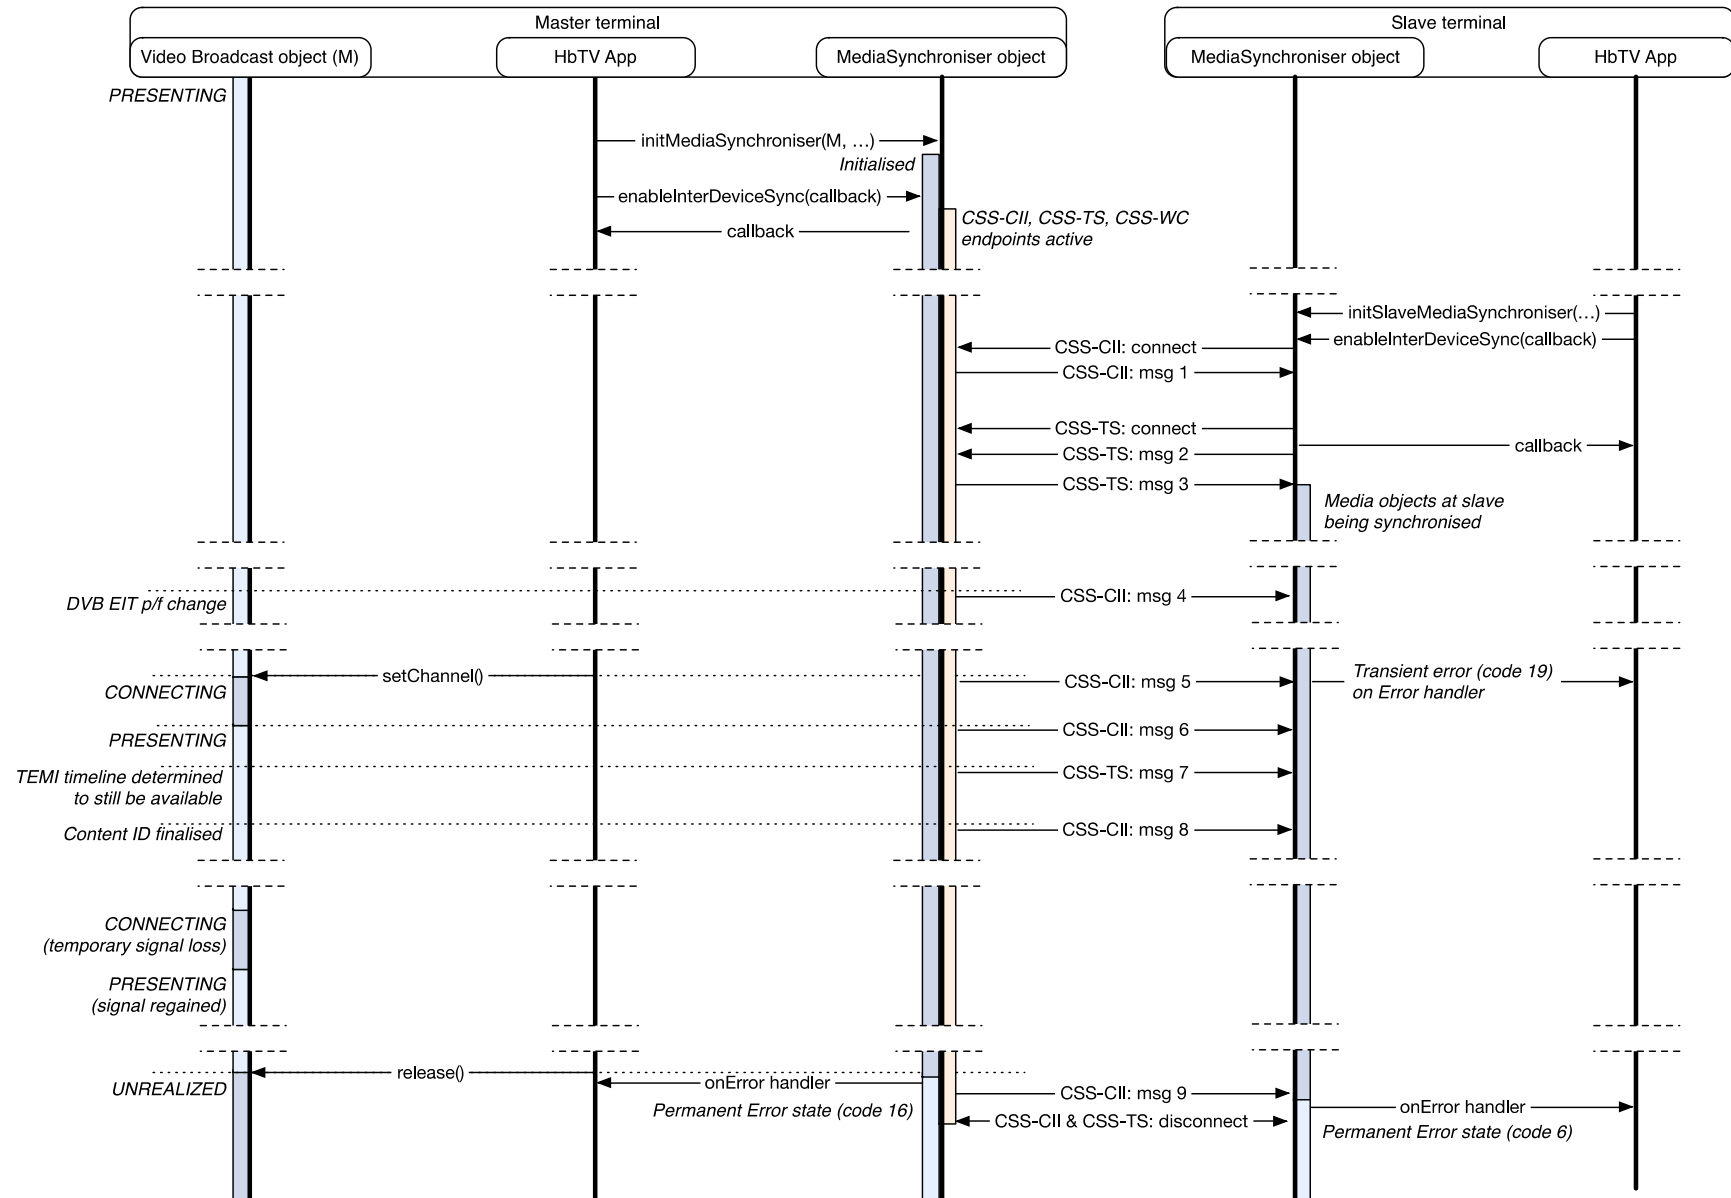 Master terminal
Slave terminal
Video Broadcast object (M)
HbTV App
MediaSynchroniser object
MediaSynchroniser object
HbTV App
PRESENTING
initMediaSynchroniser(M, …)
Initialised
enableInterDeviceSync(callback)
callback
CSS-CII, CSS-TS, CSS-WC
endpoints active
initSlaveMediaSynchroniser(…)
enableInterDeviceSync(callback)
CSS-CII: connect
CSS-CII: msg 1
CSS-TS: connect
callback
CSS-TS: msg 2
CSS-TS: msg 3
Media objects at slave
being synchronised
DVB EIT p/f change
CSS-CII: msg 4
setChannel()
CONNECTING
CSS-CII: msg 5
Transient error (code 19)
on Error handler
PRESENTING
CSS-CII: msg 6
TEMI timeline determined
to still be available
CSS-TS: msg 7
Content ID finalised
CSS-CII: msg 8
CONNECTING
(temporary signal loss)
PRESENTING
(signal regained)
release()
UNREALIZED
onError handler
Permanent Error state (code 16)
CSS-CII: msg 9
CSS-CII & CSS-TS: disconnect
onError handler
Permanent Error state (code 6)